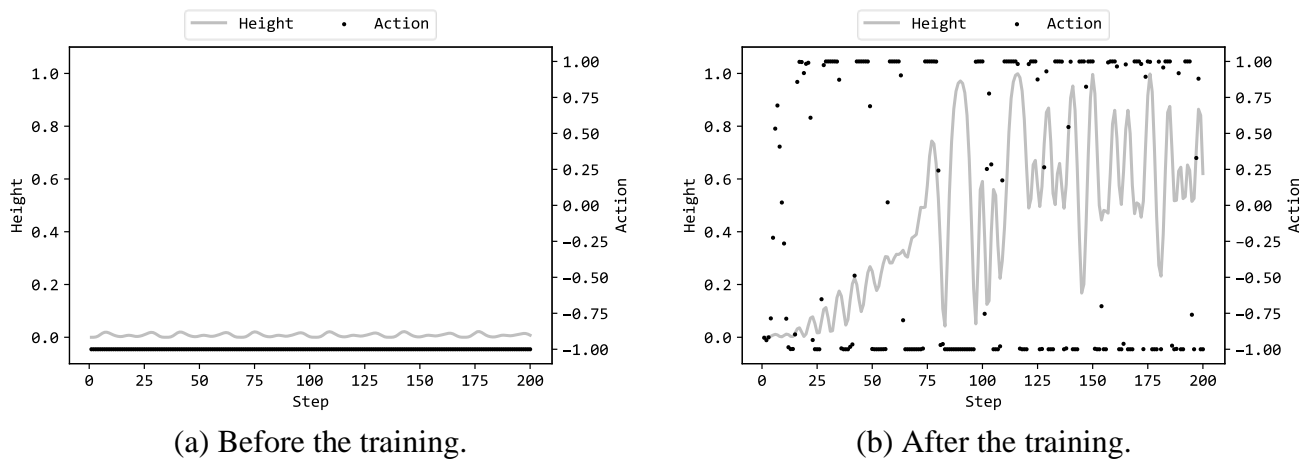 Height Action
1.0
0.8
0.6
0.4
0.2
0.0
Height
1.00
0.75
0.50
0.25
0.00
−0.25
−0.50
−0.75
−1.00
Action
0 25 50 75 100 125 150 175 200
Step
(a) Before the training.
Height Action
1.0
0.8
0.6
0.4
0.2
0.0
Height
1.00
0.75
0.50
0.25
0.00
−0.25
−0.50
−0.75
−1.00
Action
0 25 50 75 100 125 150 175 200
Step
(b) After the training.